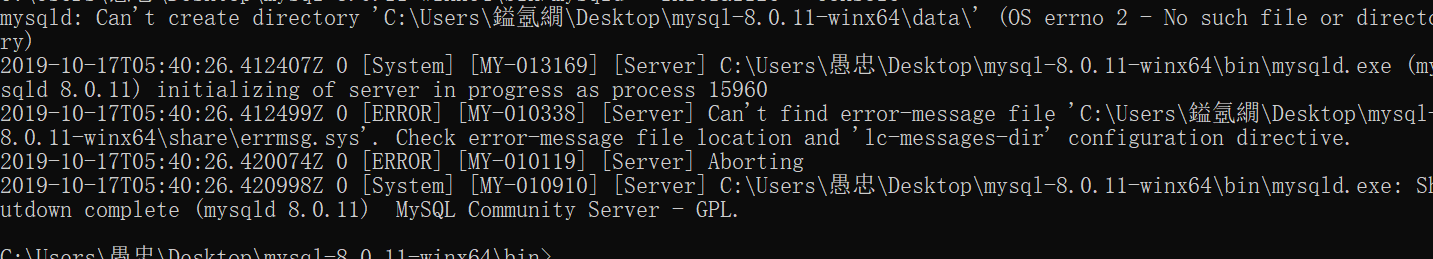 mysqld: Can't create directory 'C:\Users\鎰氬繝\Desktop\mysql-8.0.11-winx64\data\' (OS errno 2 - No such file or directo
ry)
2019-10-17T05:40:26.412407Z 0 [System] [MY-013169] [Server] C:\Users\愚忠\Desktop\mysql-8.0.11-winx64\bin\mysqld.exe (my
sqld 8.0.11) initializing of server in progress as process 15960
2019-10-17T05:40:26.412499Z 0 [ERROR] [MY-010338] [Server] Can't find error-message file 'C:\Users\鎰氬繝\Desktop\mysql-
8.0.11-winx64\share\errmsg.sys'. Check error-message file location and 'lc-messages-dir' configuration directive.
2019-10-17T05:40:26.420074Z 0 [ERROR] [MY-010119] [Server] Aborting
2019-10-17T05:40:26.420998Z 0 [System] [MY-010910] [Server] C:\Users\愚忠\Desktop\mysql-8.0.11-winx64\bin\mysqld.exe: Sh
utdown complete (mysqld 8.0.11)  MySQL Community Server - GPL.
C:\Users\愚忠\Desktop\mysql-8.0.11-winx64\bin>